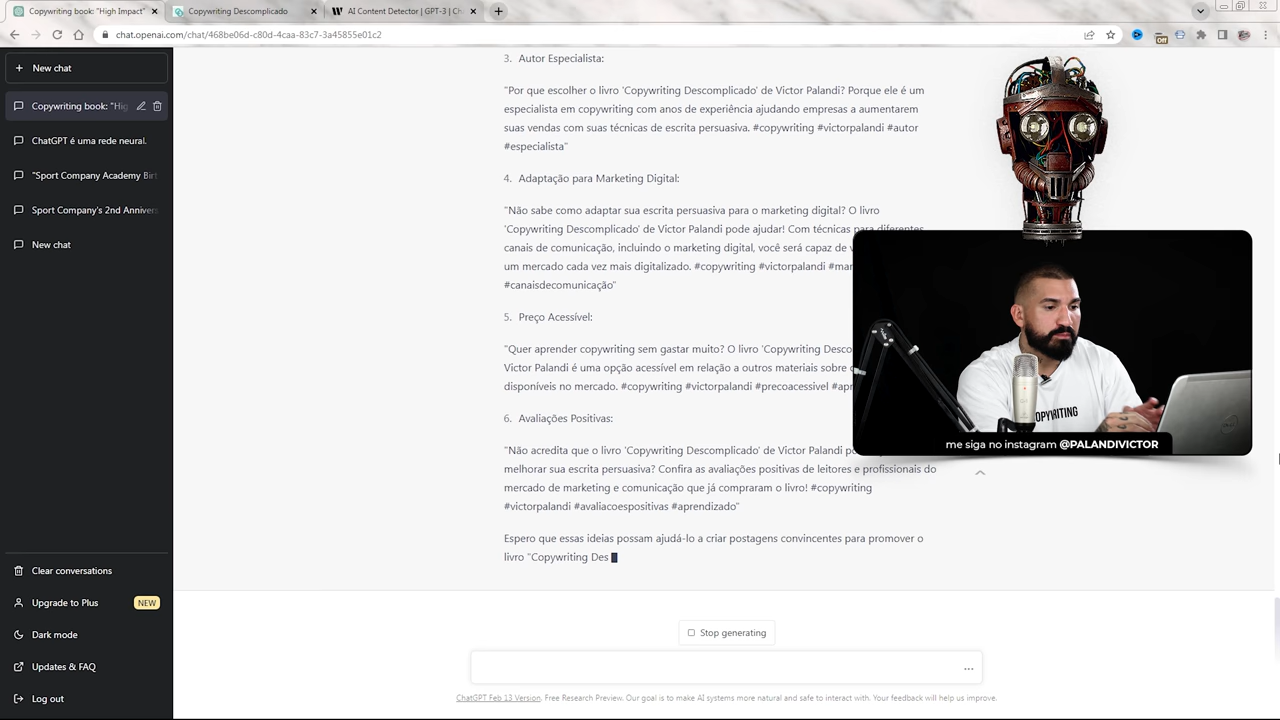 Copywriting book "High Impact"
Copywriting Descomplicado
AI Content Detector | GPT-3 | Ch
chat.openai.com/chat/468be06d-c80d-4caa-83c7-3a45855e01c2
Off
New chat
Copywriting book: "Hig
ChatGPT é uma rede neural.
"Sport Company Academy Birt
Sport Company's 2nd Anniver
New chat
Clear conversations
Upgrade to Plus NEW
Dark mode
Updates & FAQ
Log out
3. Autor Especialista:
"Por que escolher o livro 'Copywriting Descomplicado' de Victor Palandi? Porque ele é um
especialista em copywriting com anos de experiência ajudando empresas a aumentarem
suas vendas com suas técnicas de escrita persuasiva. #copywriting #victorpalandi #autor
#especialista"
4. Adaptação para Marketing Digital:
"Não sabe como adaptar sua escrita persuasiva para o marketing digital? O livro
'Copywriting Descomplicado' de Victor Palandi pode ajudar! Com técnicas para diferentes
canais de comunicação, incluindo o marketing digital, você será capaz de v
um mercado cada vez mais digitalizado. #copywriting #victorpalandi #mar
#canaisdecomunicação"
5. Preço Acessível:
"Quer aprender copywriting sem gastar muito? O livro 'Copywriting Desco
Victor Palandi é uma opção acessível em relação a outros materiais sobre c
disponíveis no mercado. #copywriting #victorpalandi #precoacessivel #apr
6. Avaliações Positivas:
"Não acredita que o livro 'Copywriting Descomplicado' de Victor Palandi po
melhorar sua escrita persuasiva? Confira as avaliações positivas de leitores e profissionais do
mercado de marketing e comunicação que já compraram o livro! #copywriting
#victorpalandi #avaliacoespositivas #aprendizado"
Espero que essas ideias possam ajudá-lo a criar postagens convincentes para promover o
livro "Copywriting Des
COPYWRITING
me siga no instagram @PALANDIVICTOR
Stop generating
ChatGPT Feb 13 Version. Free Research Preview. Our goal is to make AI systems more natural and safe to interact with. Your feedback will help us improve.